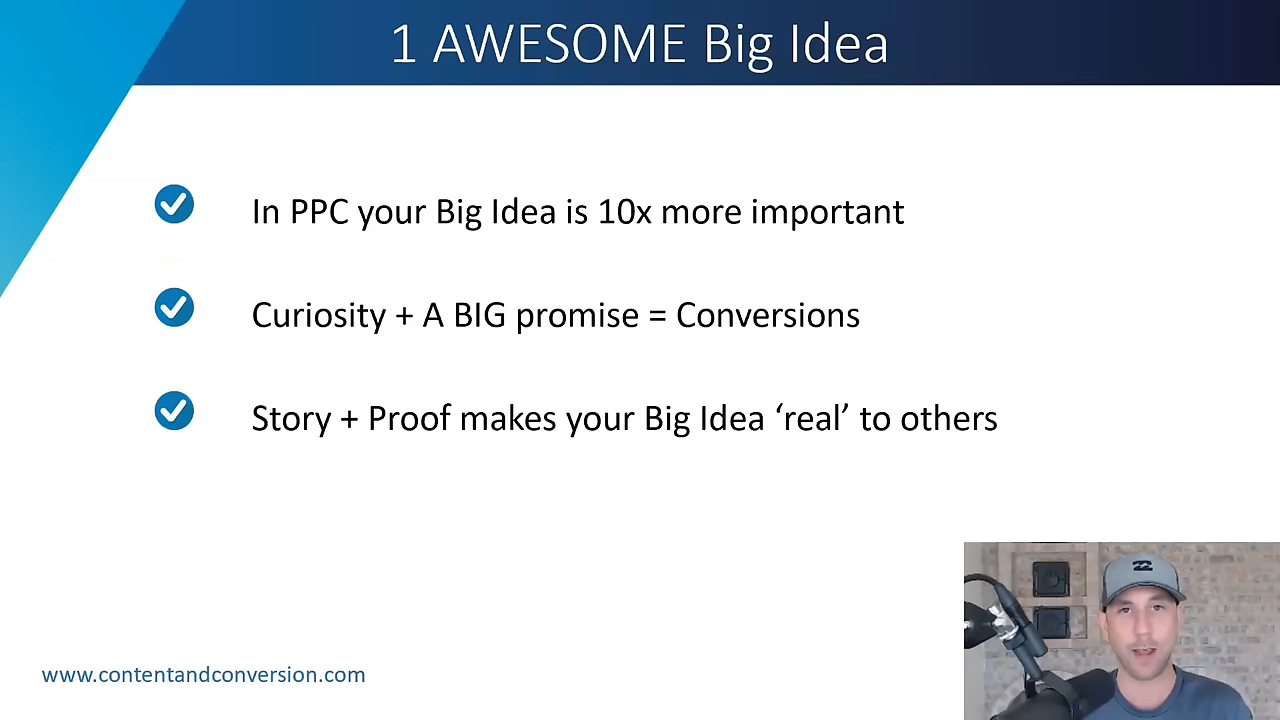 1 AWESOME Big Idea
In PPC your Big Idea is 10x more important
Curiosity + A BIG promise = Conversions
Story + Proof makes your Big Idea ‘real’ to others
www.contentandconversion.com